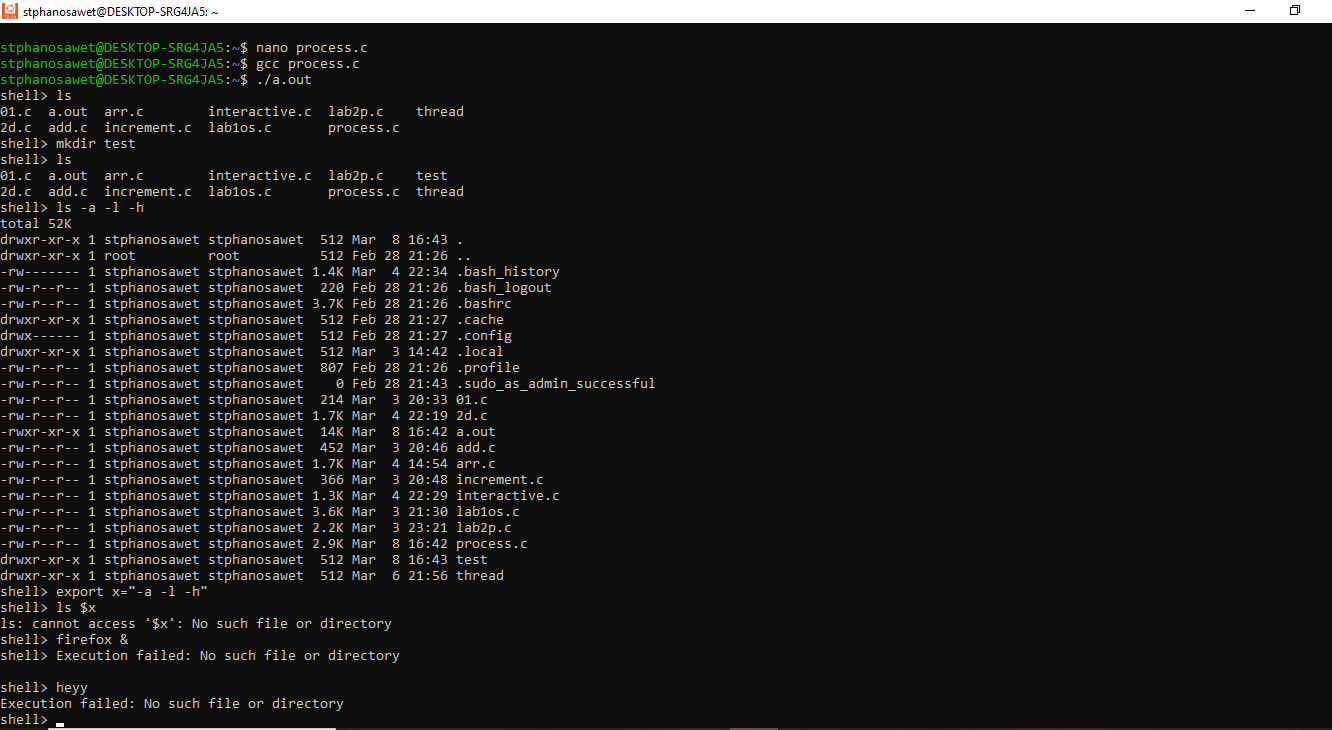 stphanosawet@DESKTOP-SRG4JA5: ~
stphanosawet@DESKTOP-SRG4JA5:~$ nano process.c
stphanosawet@DESKTOP-SRG4JA5:~$ gcc process.c
stphanosawet@DESKTOP-SRG4JA5:~$ ./a.out
shell> ls
01.c  a.out  arr.c        interactive.c  lab2p.c    thread
2d.c  add.c  increment.c  lab1os.c       process.c
shell> mkdir test
shell> ls
01.c  a.out  arr.c        interactive.c  lab2p.c    test
2d.c  add.c  increment.c  lab1os.c       process.c  thread
shell> ls -a -l -h
total 52K
drwxr-xr-x 1 stphanosawet stphanosawet  512 Mar  8 16:43 .
drwxr-xr-x 1 root         root          512 Feb 28 21:26 ..
-rw------- 1 stphanosawet stphanosawet 1.4K Mar  4 22:34 .bash_history
-rw-r--r-- 1 stphanosawet stphanosawet  220 Feb 28 21:26 .bash_logout
-rw-r--r-- 1 stphanosawet stphanosawet 3.7K Feb 28 21:26 .bashrc
drwxr-xr-x 1 stphanosawet stphanosawet  512 Feb 28 21:27 .cache
drwx------ 1 stphanosawet stphanosawet  512 Feb 28 21:27 .config
drwxr-xr-x 1 stphanosawet stphanosawet  512 Mar  3 14:42 .local
-rw-r--r-- 1 stphanosawet stphanosawet  807 Feb 28 21:26 .profile
-rw-r--r-- 1 stphanosawet stphanosawet    0 Feb 28 21:43 .sudo_as_admin_successful
-rw-r--r-- 1 stphanosawet stphanosawet  214 Mar  3 20:33 01.c
-rw-r--r-- 1 stphanosawet stphanosawet 1.7K Mar  4 22:19 2d.c
-rwxr-xr-x 1 stphanosawet stphanosawet  14K Mar  8 16:42 a.out
-rw-r--r-- 1 stphanosawet stphanosawet  452 Mar  3 20:46 add.c
-rw-r--r-- 1 stphanosawet stphanosawet 1.7K Mar  4 14:54 arr.c
-rw-r--r-- 1 stphanosawet stphanosawet  366 Mar  3 20:48 increment.c
-rw-r--r-- 1 stphanosawet stphanosawet 1.3K Mar  4 22:29 interactive.c
-rw-r--r-- 1 stphanosawet stphanosawet 3.6K Mar  3 21:30 lab1os.c
-rw-r--r-- 1 stphanosawet stphanosawet 2.2K Mar  3 23:21 lab2p.c
-rw-r--r-- 1 stphanosawet stphanosawet 2.9K Mar  8 16:42 process.c
drwxr-xr-x 1 stphanosawet stphanosawet  512 Mar  8 16:43 test
drwxr-xr-x 1 stphanosawet stphanosawet  512 Mar  6 21:56 thread
shell> export x="-a -l -h"
shell> ls $x
ls: cannot access '$x': No such file or directory
shell> firefox &
shell> Execution failed: No such file or directory
shell> heyy
Execution failed: No such file or directory
shell>